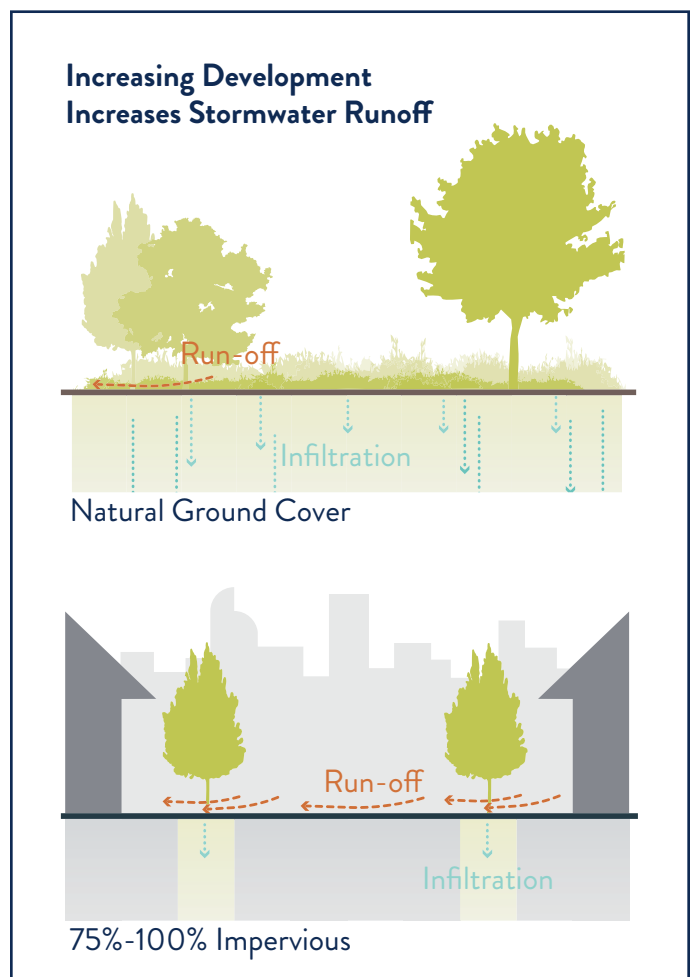 Increasing Development
Increases Stormwater Runoff
Run-off
Infiltration
Natural Ground Cover
Run-off
Infiltration
75%-100% Impervious